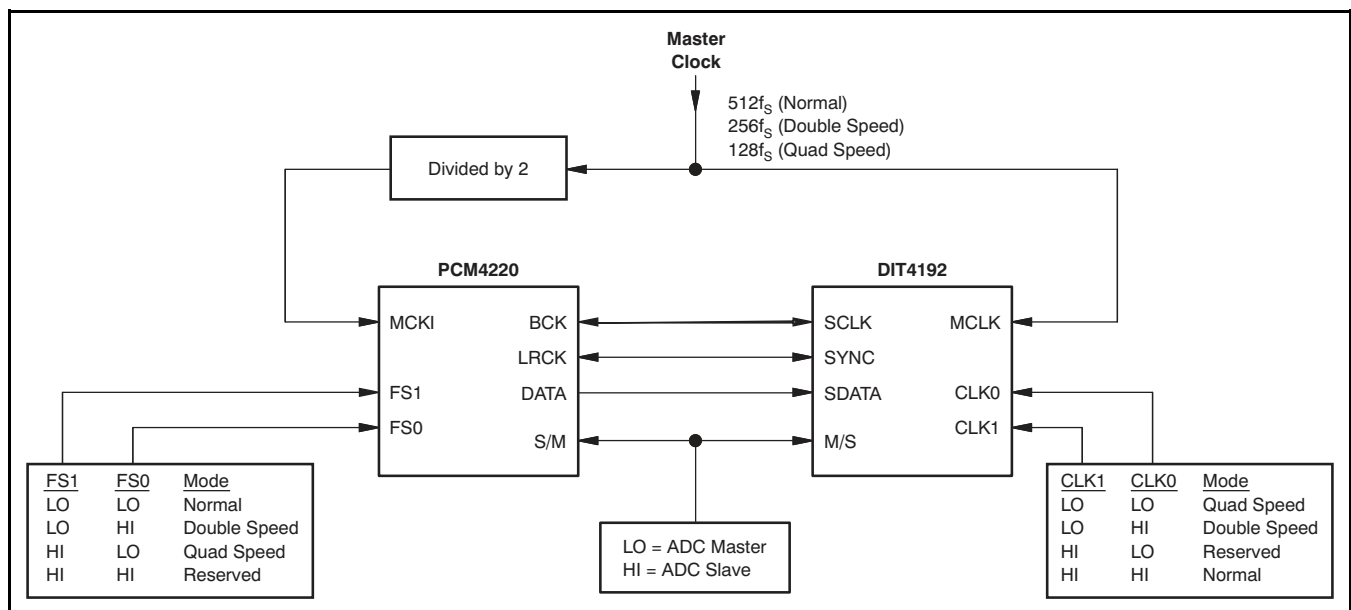 Master
Clock
512fS (Normal)
256fS (Double Speed)
128fS (Quad Speed)
Divided by 2
PCM4220
DIT4192
MCKI BCK SCLK MCLK
LRCK SYNC
FS1 DATA SDATA CLK0
FS0 CLK1
S/M M/S
FS1 FS0 Mode
LO LO Normal
LO HI Double Speed
HI LO Quad Speed
HI HI Reserved
LO = ADC Master
HI = ADC Slave
CLK1 CLK0 Mode
LO LO Quad Speed
LO HI Double Speed
HI LO Reserved
HI HI Normal